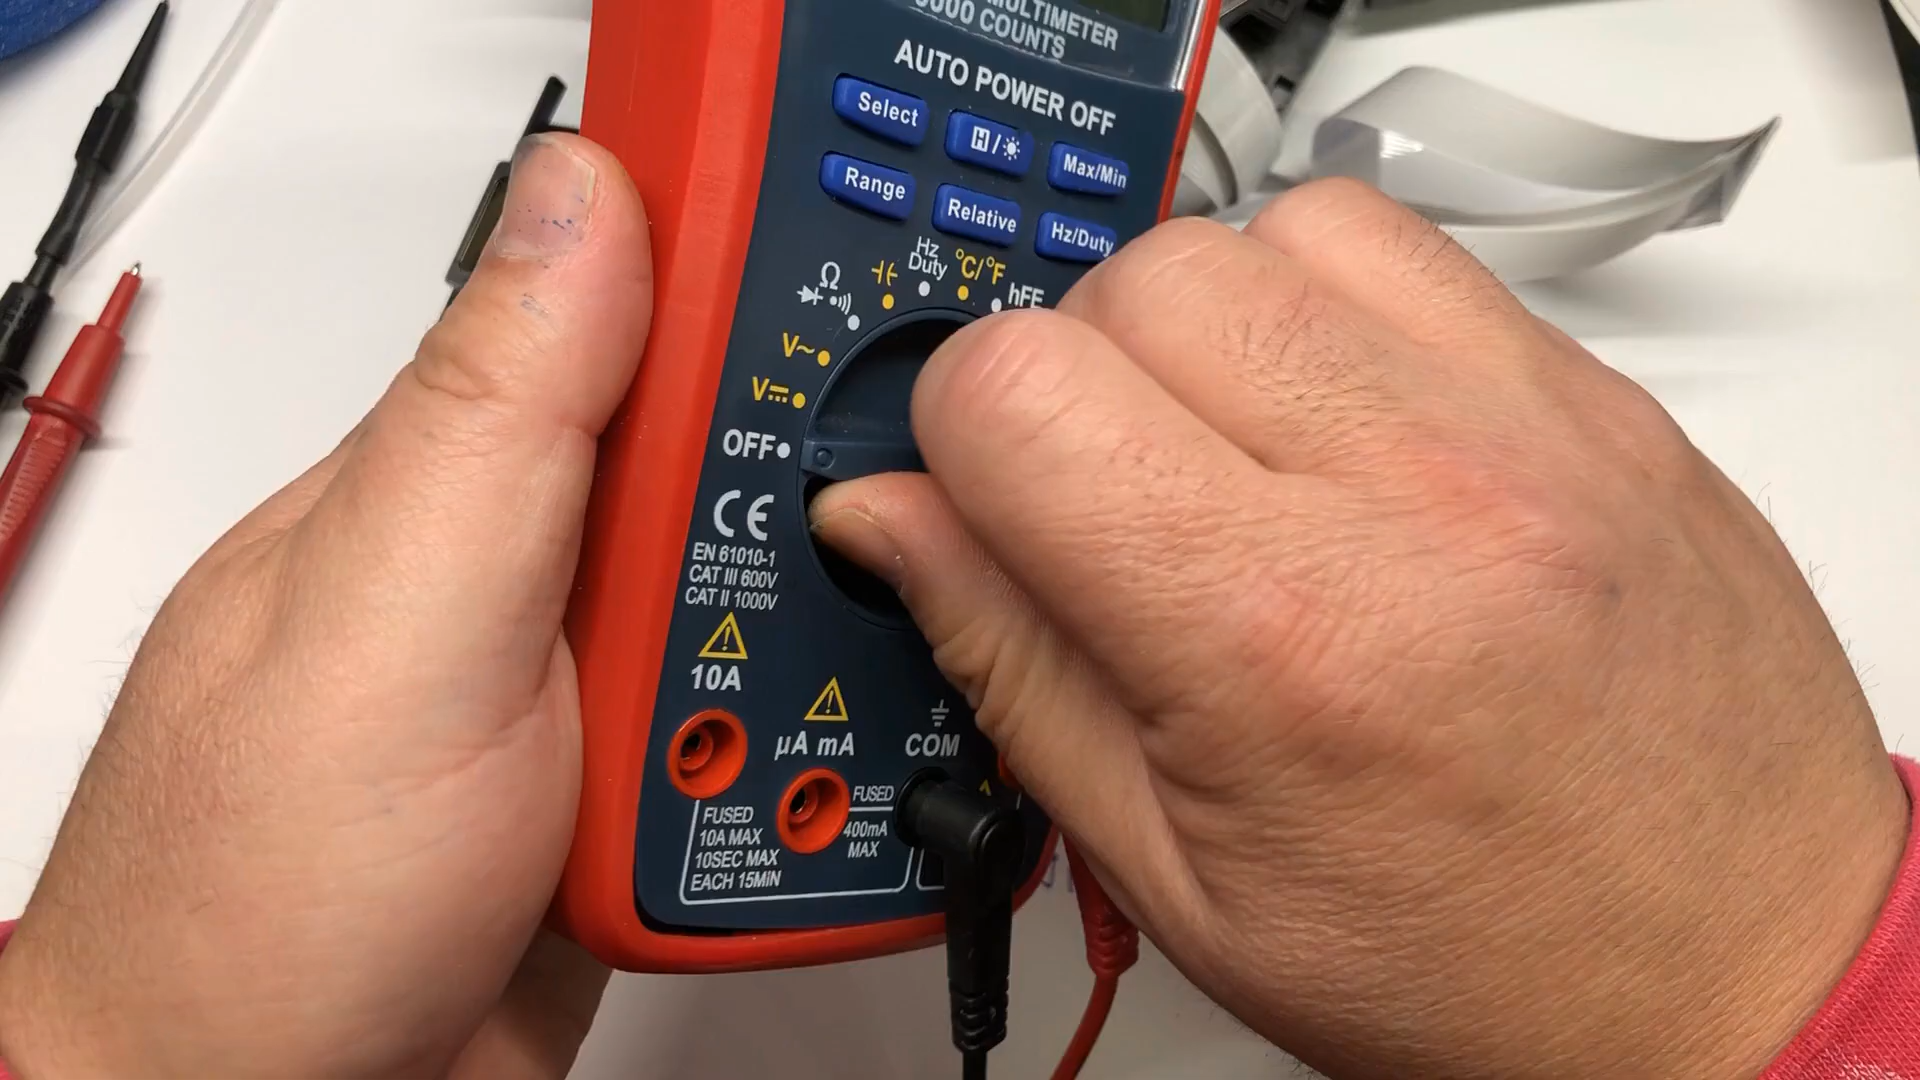 MULTIMETER
000 COUNTS
AUTO POWER OFF
Select
H/
Max/Min
Range
Relative
Hz/Duty
Hz
Duty
°C/°F
hFE
Ω
V~
V
OFF
CE
EN 61010-1
CAT III 600V
CAT II 1000V
10A
µA mA
COM
FUSED
10A MAX
10SEC MAX
EACH 15MIN
FUSED
400mA
MAX